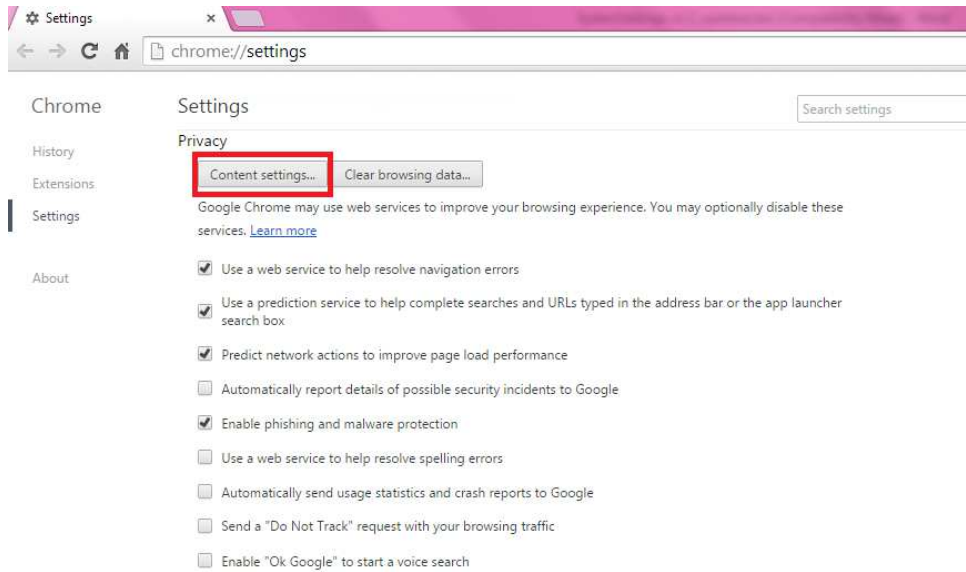 Settings
chrome://settings
Chrome
Settings
Search settings
History
Extensions
Settings
About
Privacy
Content settings...
Clear browsing data...
Google Chrome may use web services to improve your browsing experience. You may optionally disable these
services. Learn more
Use a web service to help resolve navigation errors
Use a prediction service to help complete searches and URLs typed in the address bar or the app launcher
search box
Predict network actions to improve page load performance
Automatically report details of possible security incidents to Google
Enable phishing and malware protection
Use a web service to help resolve spelling errors
Automatically send usage statistics and crash reports to Google
Send a "Do Not Track" request with your browsing traffic
Enable "Ok Google" to start a voice search